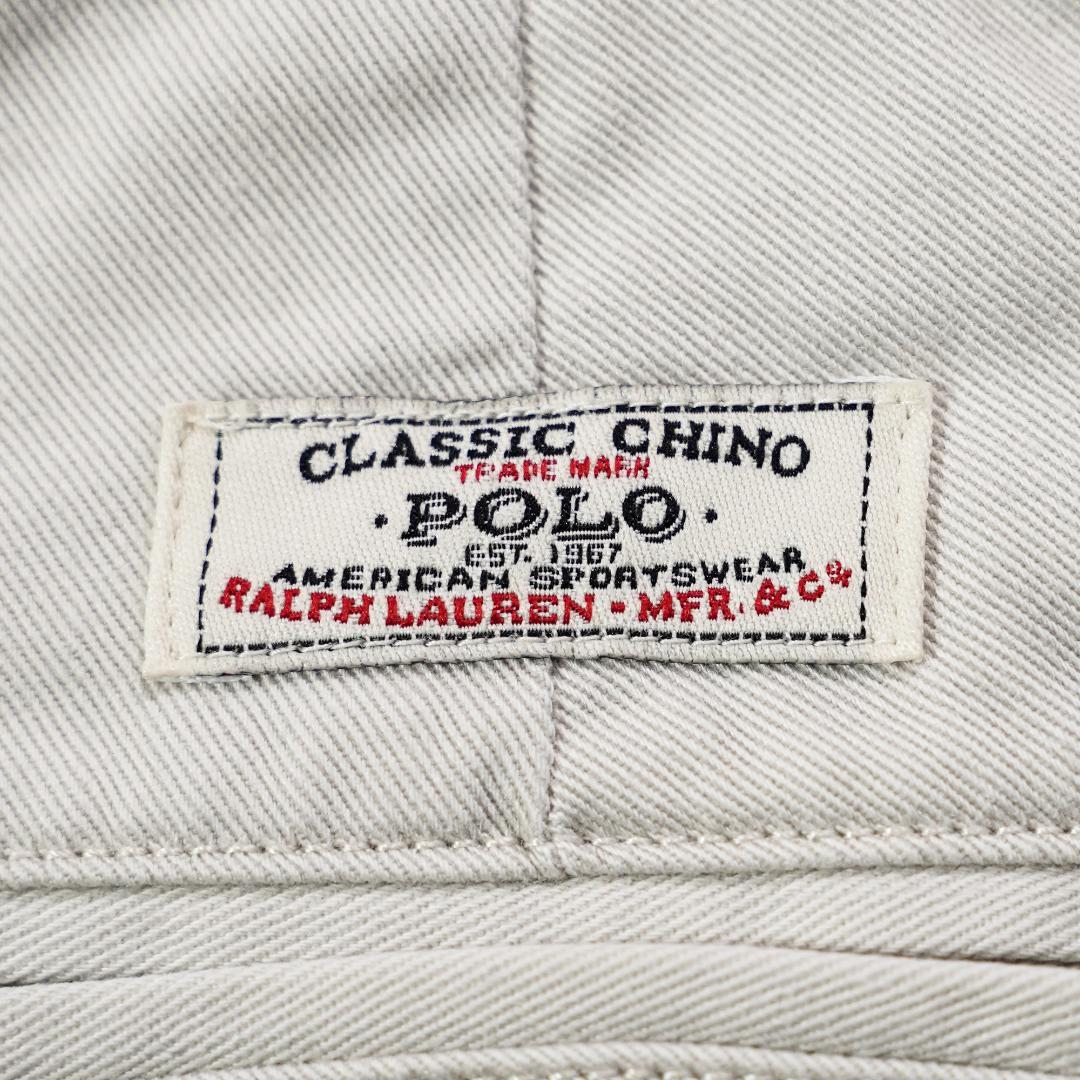 CLASSIC CHINO
TRADE MARK
· POLO ·
EST. 1967
AMERICAN SPORTSWEAR
RALPH LAUREN · MFR. & Co.